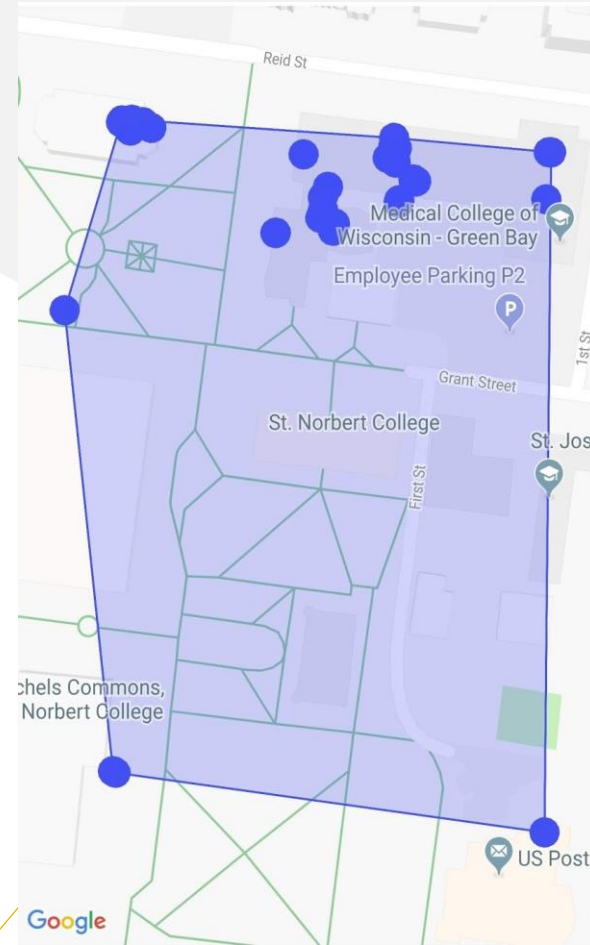 Reid St
Medical College of
Wisconsin - Green Bay
Employee Parking P2
P
1st St
Grant Street
St. Norbert College
St. Jos
First St
chels Commons,
Norbert College
US Post
Google